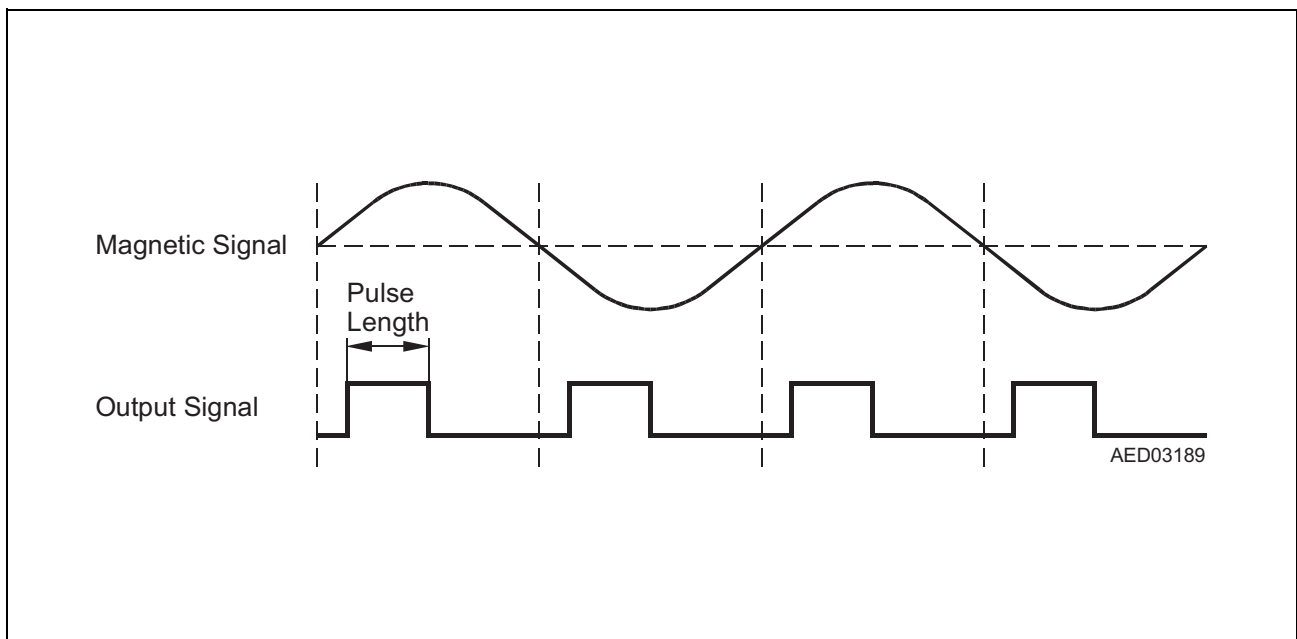 Magnetic Signal
Pulse
Length
Output Signal
AED03189